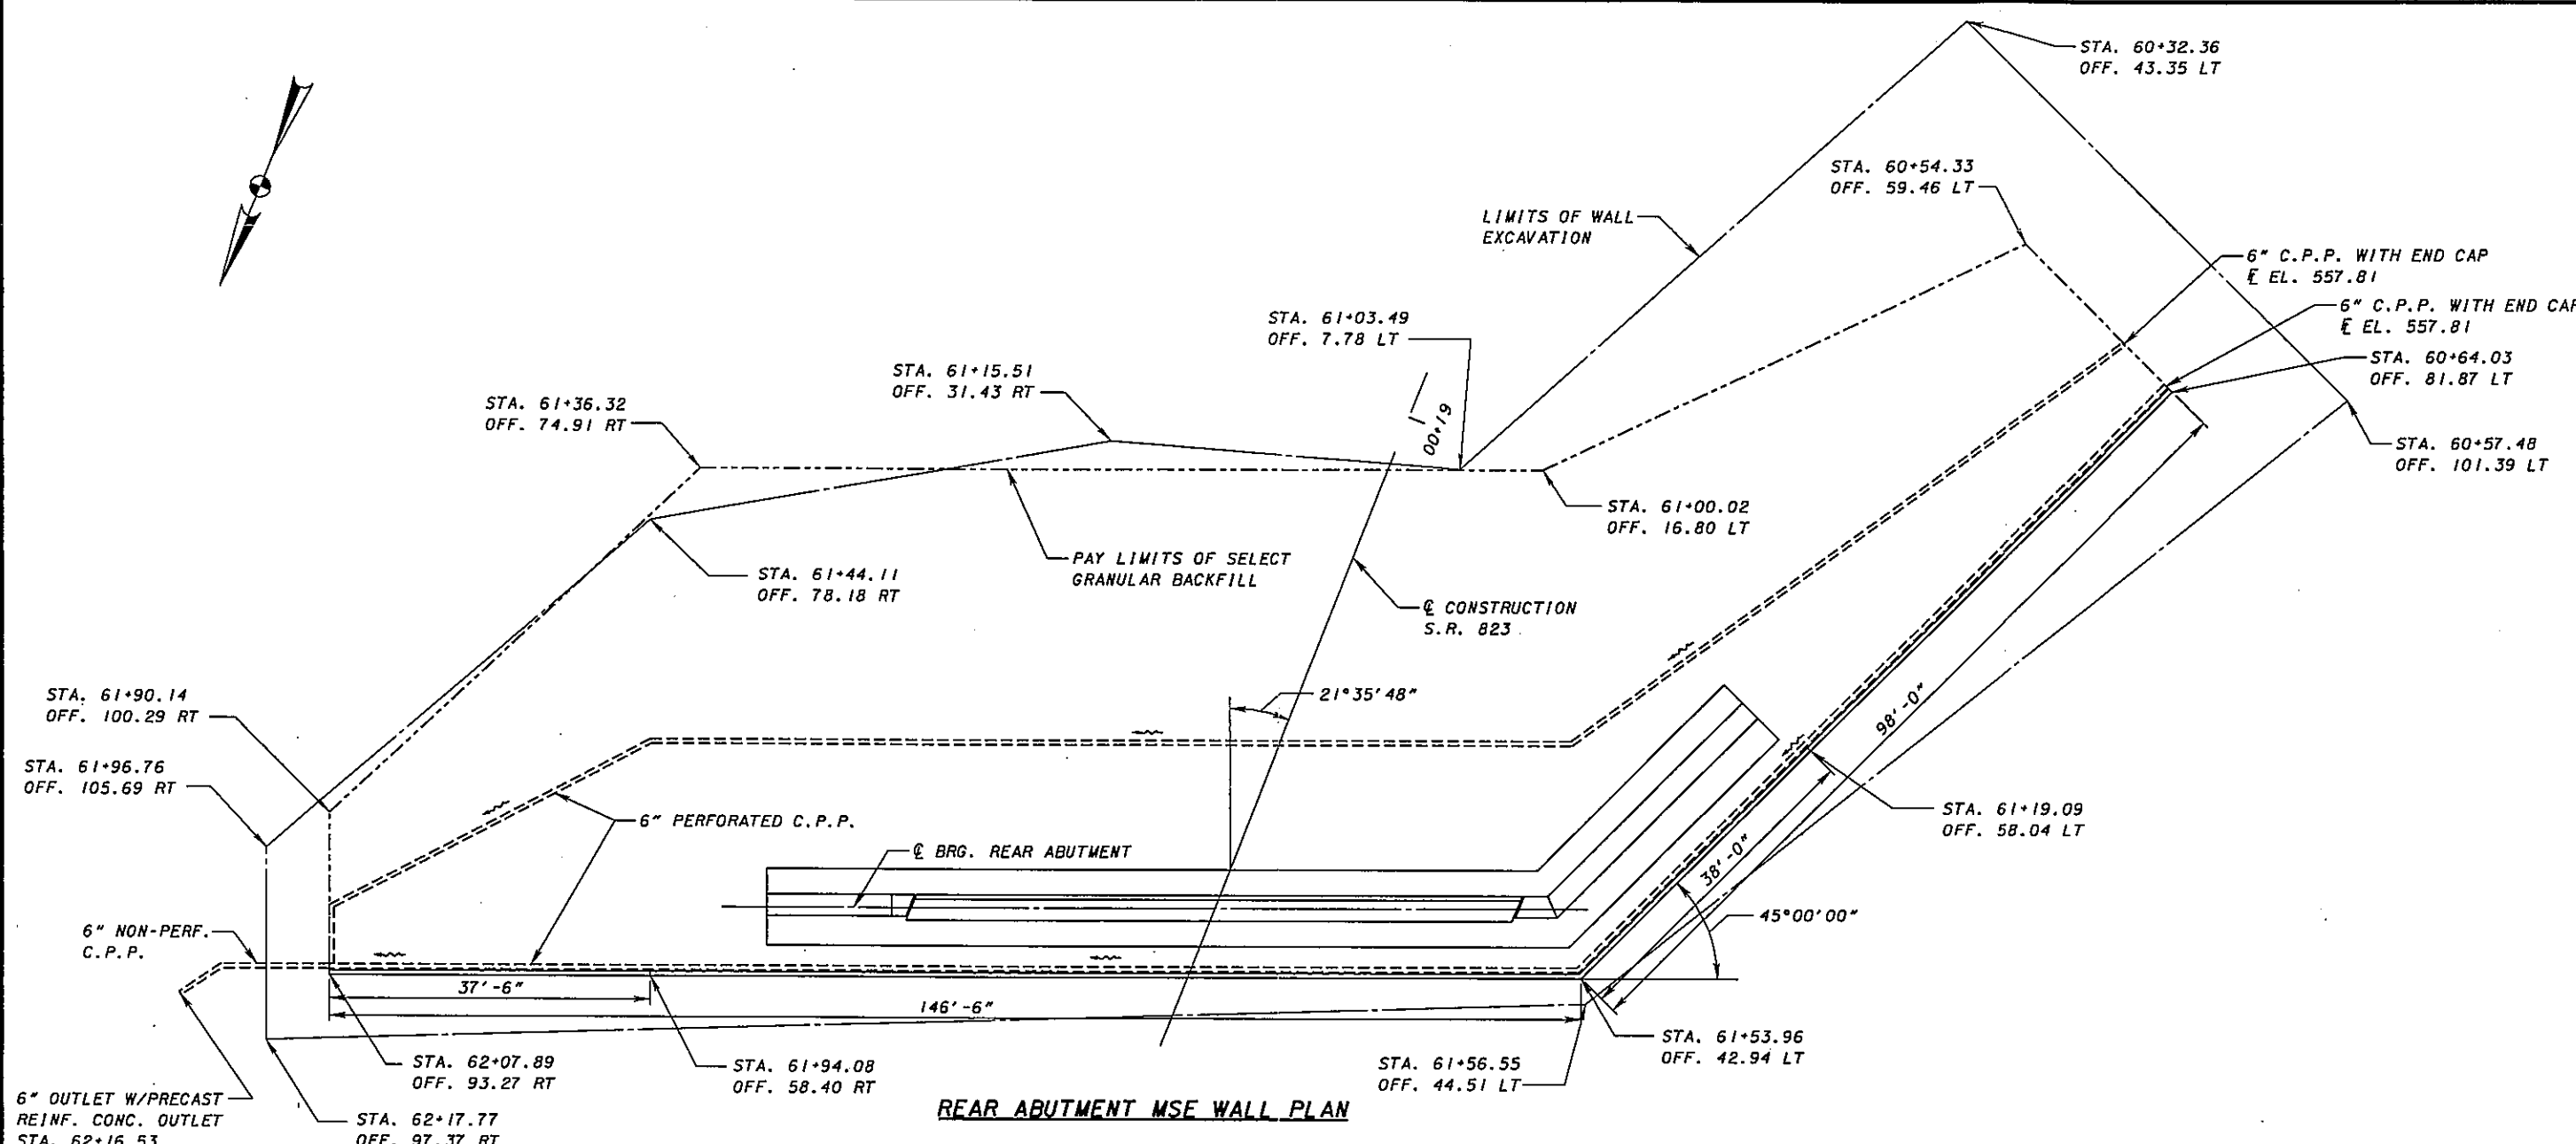 STA. 60+32.36
OFF. 43.35 LT
STA. 60+54.33
OFF. 59.46 LT
LIMITS OF WALL
EXCAVATION
6" C.P.P. WITH END CAP
℄ EL. 557.81
6" C.P.P. WITH END CAP
℄ EL. 557.81
STA. 60+64.03
OFF. 81.87 LT
STA. 61+03.49
OFF. 7.78 LT
STA. 61+15.51
OFF. 31.43 RT
STA. 61+36.32
OFF. 74.91 RT
61+00
STA. 60+57.48
OFF. 101.39 LT
STA. 61+00.02
OFF. 16.80 LT
PAY LIMITS OF SELECT
GRANULAR BACKFILL
STA. 61+44.11
OFF. 78.18 RT
℄ CONSTRUCTION
S.R. 823
21°35'48"
STA. 61+90.14
OFF. 100.29 RT
98'-0"
STA. 61+96.76
OFF. 105.69 RT
6" PERFORATED C.P.P.
STA. 61+19.09
OFF. 58.04 LT
℄ BRG. REAR ABUTMENT
38'-0"
45°00'00"
6" NON-PERF.
C.P.P.
37'-6"
146'-6"
STA. 61+53.96
OFF. 42.94 LT
STA. 62+07.89
OFF. 93.27 RT
STA. 61+94.08
OFF. 58.40 RT
STA. 61+56.55
OFF. 44.51 LT
6" OUTLET W/PRECAST
REINF. CONC. OUTLET
STA. 62+16.53
STA. 62+17.77
OFF. 97.37 RT
REAR ABUTMENT MSE WALL PLAN